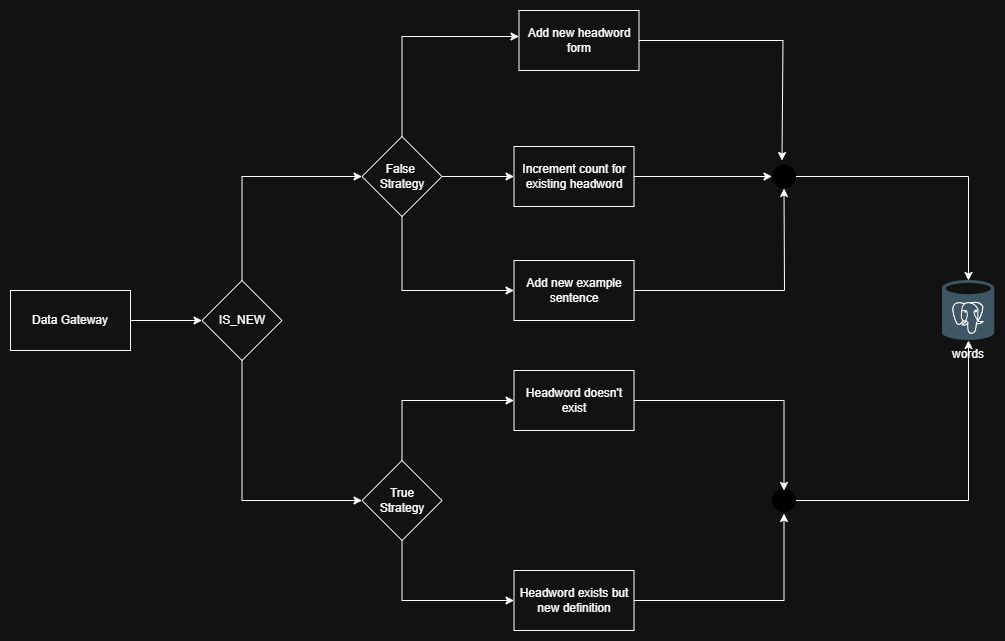 Add new headword
form
False
Strategy
Increment count for
existing headword
Add new example
sentence
Data Gateway
IS_NEW
words
Headword doesn't
exist
True
Strategy
Headword exists but
new definition